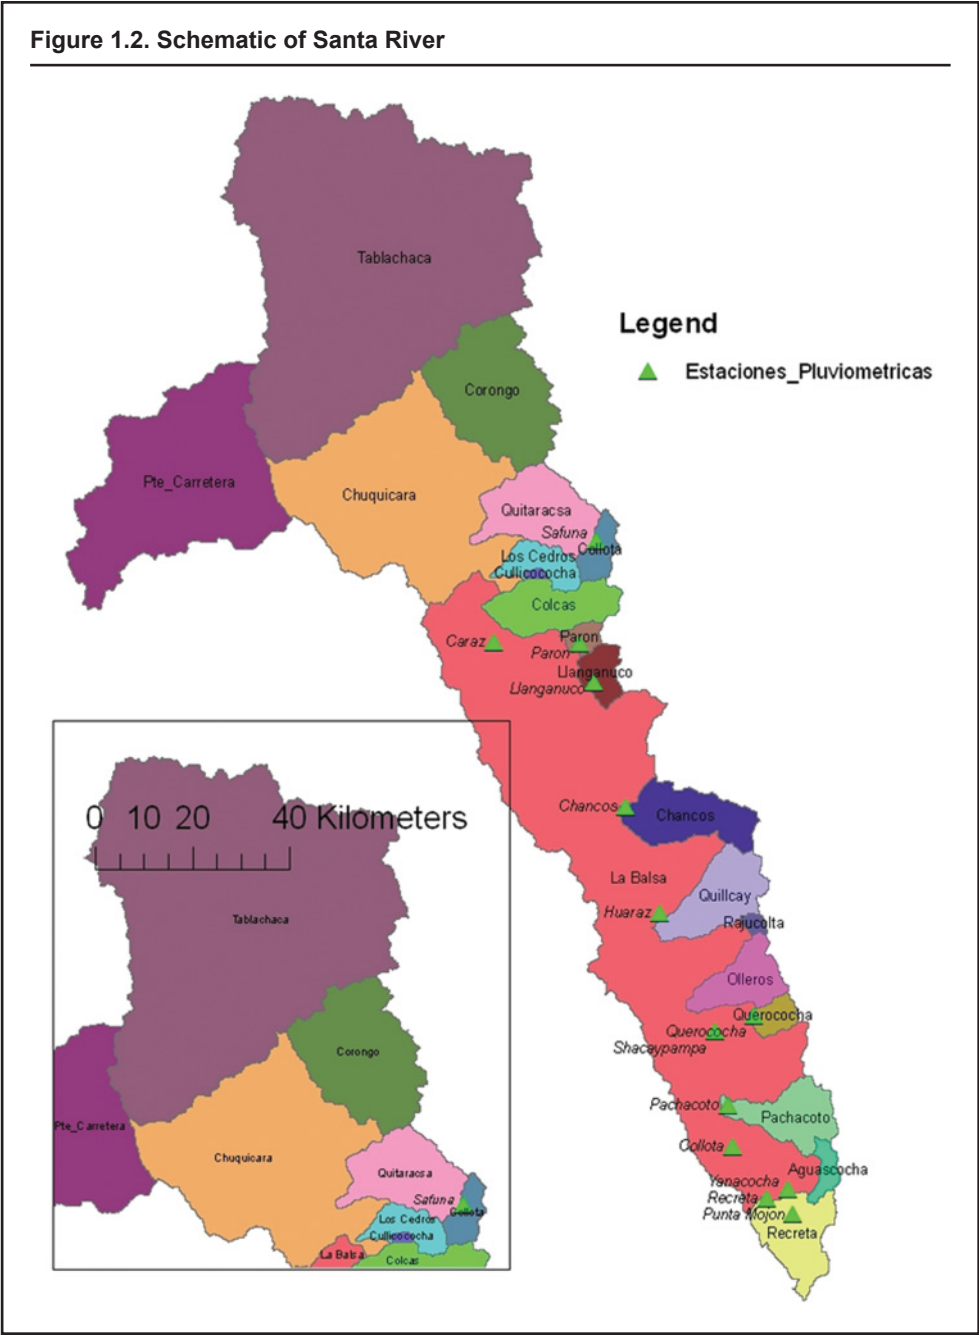 Figure 1.2. Schematic of Santa River
Tablachaca
Legend
Estaciones_Pluviometricas
Corongo
Pte_Carretera
Chuquicara
Quitaracsa
Safuna
Collota
Los Cedros
Cullicococha
Colcas
Caraz
Paron
Paron
Llanganuco
Llanganuco
Chancos
Chancos
La Balsa
Quillcay
Huaraz
Rajucolta
Olleros
Querococha
Querococha
Shacaypampa
Pachacoto
Pachacoto
Collota
Aguascocha
Yanacocha
Recreta
Punta Mojon
Recreta
0 10 20 40 Kilometers
Tablachaca
Corongo
Pte_Carretera
Chuquicara
Quitaracsa
Safuna
Collota
Los Cedros
Cullicococha
La Balsa
Colcas